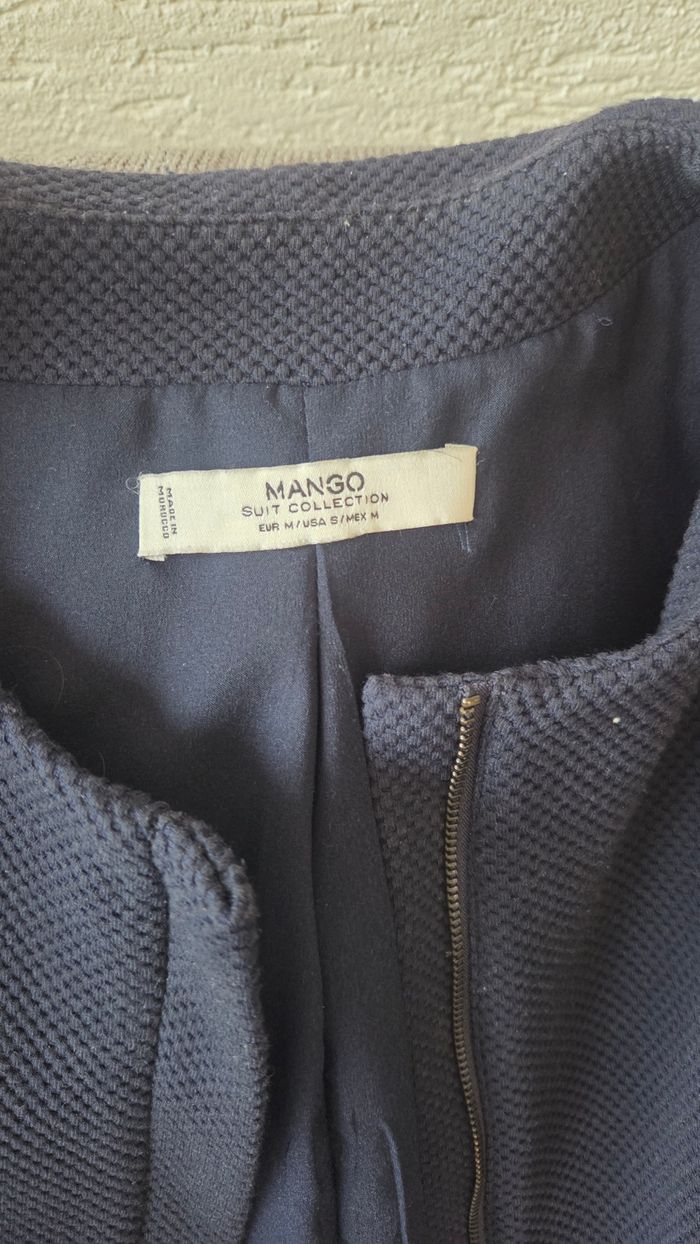 MANGO
SUIT COLLECTION
EUR M / USA S / MEX M
MADE IN
MOROCCO